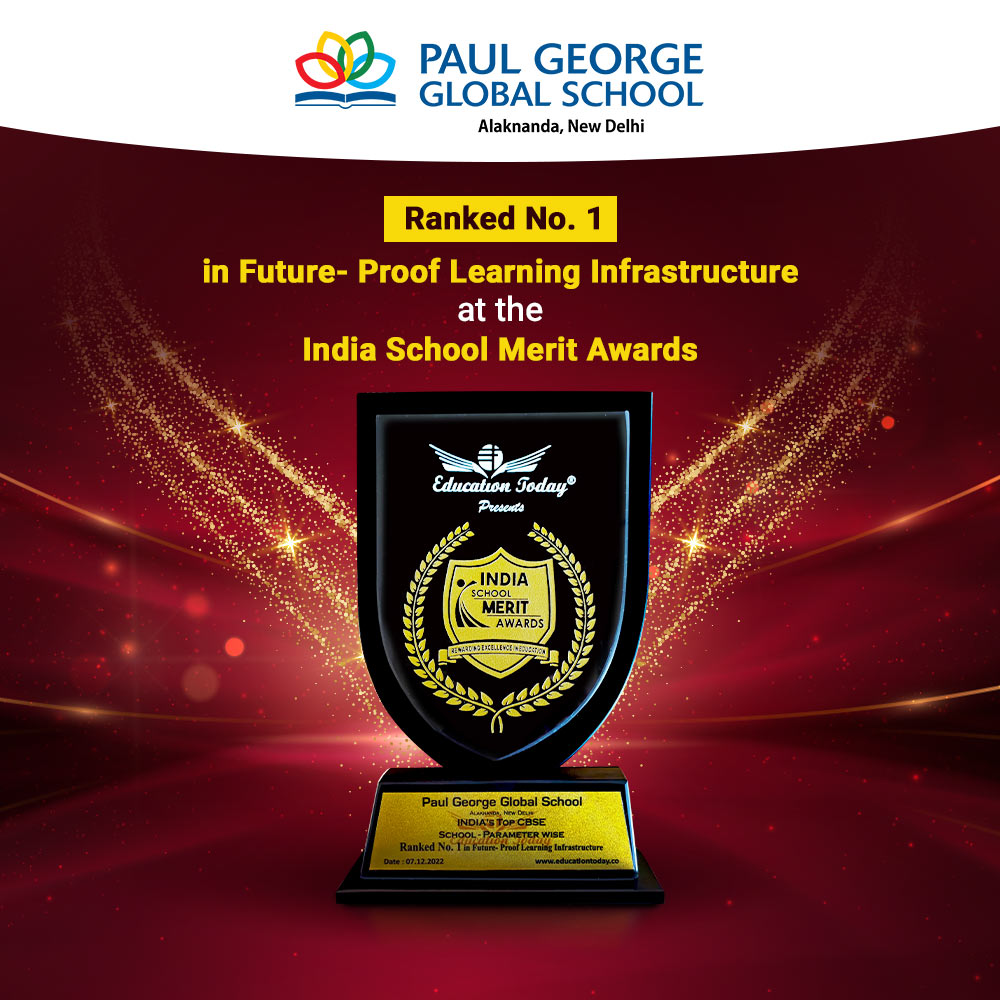 PAUL GEORGE
GLOBAL SCHOOL
Alaknanda, New Delhi
Ranked No. 1
in Future- Proof Learning Infrastructure
at the
India School Merit Awards
Education Today®
Presents
INDIA
SCHOOL
MERIT
AWARDS
REWARDING EXCELLENCE IN EDUCATION
Paul George Global School
Alaknanda, New Delhi
INDIA's Top CBSE
School - Parameter wise
Education Today
Ranked No. 1 in Future- Proof Learning Infrastructure
Date : 07.12.2022 www.educationtoday.co